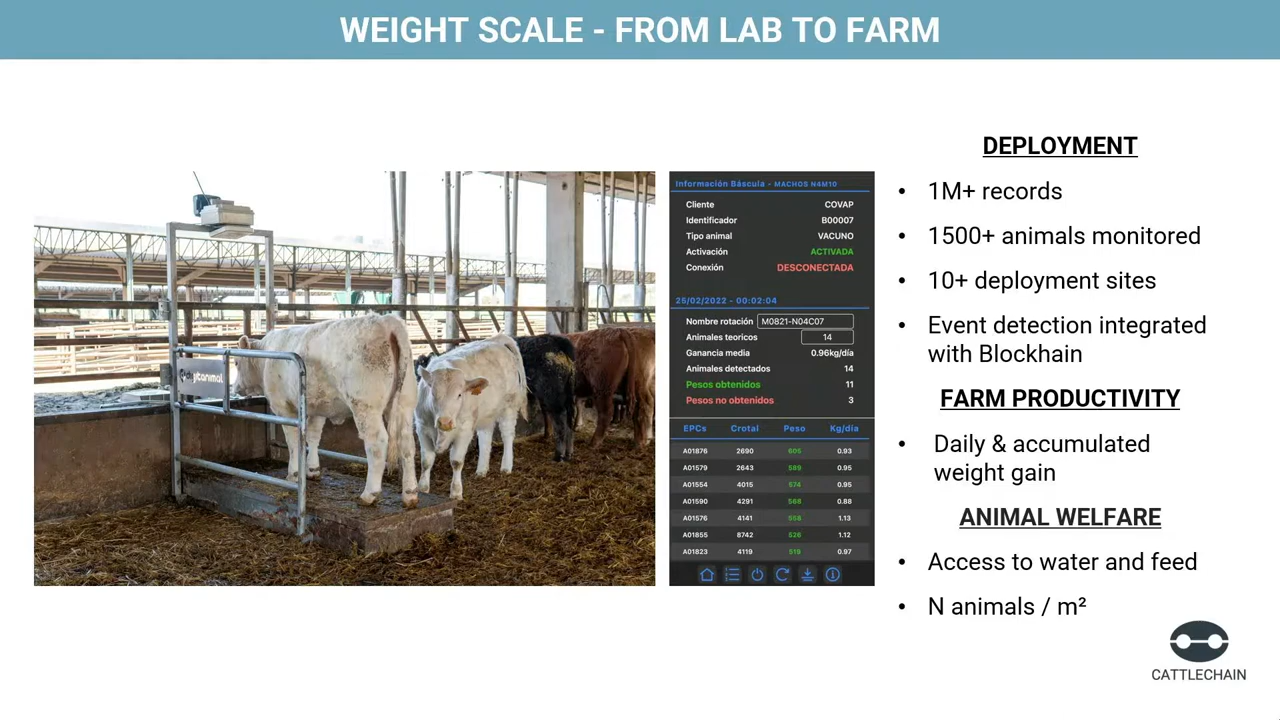 WEIGHT SCALE - FROM LAB TO FARM
Información Báscula - MACHOS N4M10
Cliente COVAP
Identificador B00007
Tipo animal VACUNO
Activación ACTIVADA
Conexión DESCONECTADA
25/02/2022 - 00:02:04
Nombre rotación M0821-N04C07
Animales teoricos 14
Ganancia media 0.96kg/día
Animales detectados 14
Pesos obtenidos 11
Pesos no obtenidos 3
EPCs Crotal Peso Kg/día
A01876 2690 605 0.93
A01579 2643 589 0.95
A01554 4015 574 0.95
A01590 4291 568 0.88
A01576 4141 558 1.13
A01855 8742 526 1.12
A01823 4119 519 0.97
DEPLOYMENT
• 1M+ records
• 1500+ animals monitored
• 10+ deployment sites
• Event detection integrated
with Blockhain
FARM PRODUCTIVITY
• Daily & accumulated
weight gain
ANIMAL WELFARE
• Access to water and feed
• N animals / m²
CATTLECHAIN